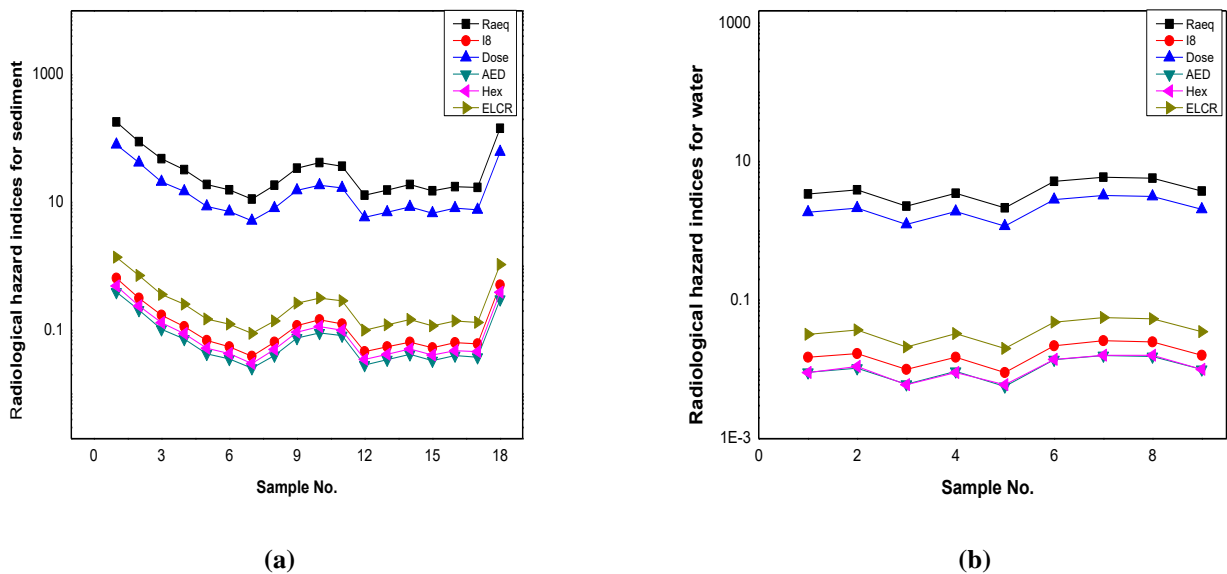 Radiological hazard indices for sediment
1000
10
0.1
0
3
6
9
12
15
18
Sample No.
Raeq
I8
Dose
AED
Hex
ELCR
(a)
Radiological hazard indices for water
1000
10
0.1
1E-3
0
2
4
6
8
Sample No.
Raeq
I8
Dose
AED
Hex
ELCR
(b)